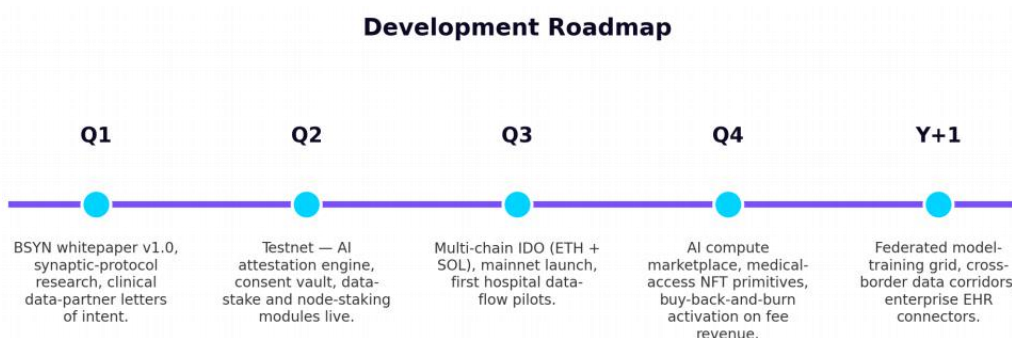 Development Roadmap
Q1
Q2
Q3
Q4
Y+1
BSYN whitepaper v1.0,
synaptic-protocol
research, clinical
data-partner letters
of intent.
Testnet — AI
attestation engine,
consent vault, data-
stake and node-staking
modules live.
Multi-chain IDO (ETH +
SOL), mainnet launch,
first hospital data-
flow pilots.
AI compute
marketplace, medical-
access NFT primitives,
buy-back-and-burn
activation on fee
revenue.
Federated model-
training grid, cross-
border data corridors
enterprise EHR
connectors.